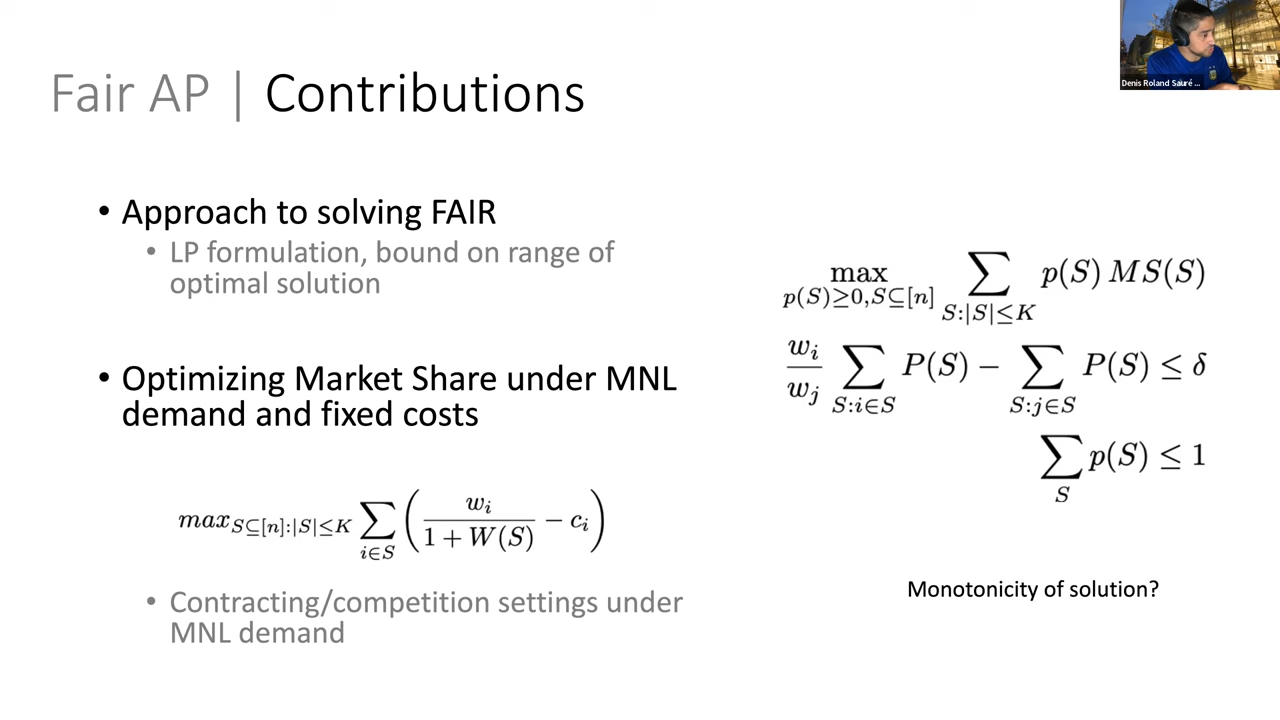 Fair AP | Contributions
Denis Roland Sauré ...
• Approach to solving FAIR
• LP formulation, bound on range of
optimal solution
• Optimizing Market Share under MNL
demand and fixed costs
max_{S⊆[n]:|S|≤K} ∑_{i∈S} ( w_i / (1 + W(S)) − c_i )
• Contracting/competition settings under
MNL demand
max_{p(S)≥0,S⊆[n]} ∑_{S:|S|≤K} p(S) MS(S)
w_i/w_j ∑_{S:i∈S} P(S) − ∑_{S:j∈S} P(S) ≤ δ
∑_S p(S) ≤ 1
Monotonicity of solution?